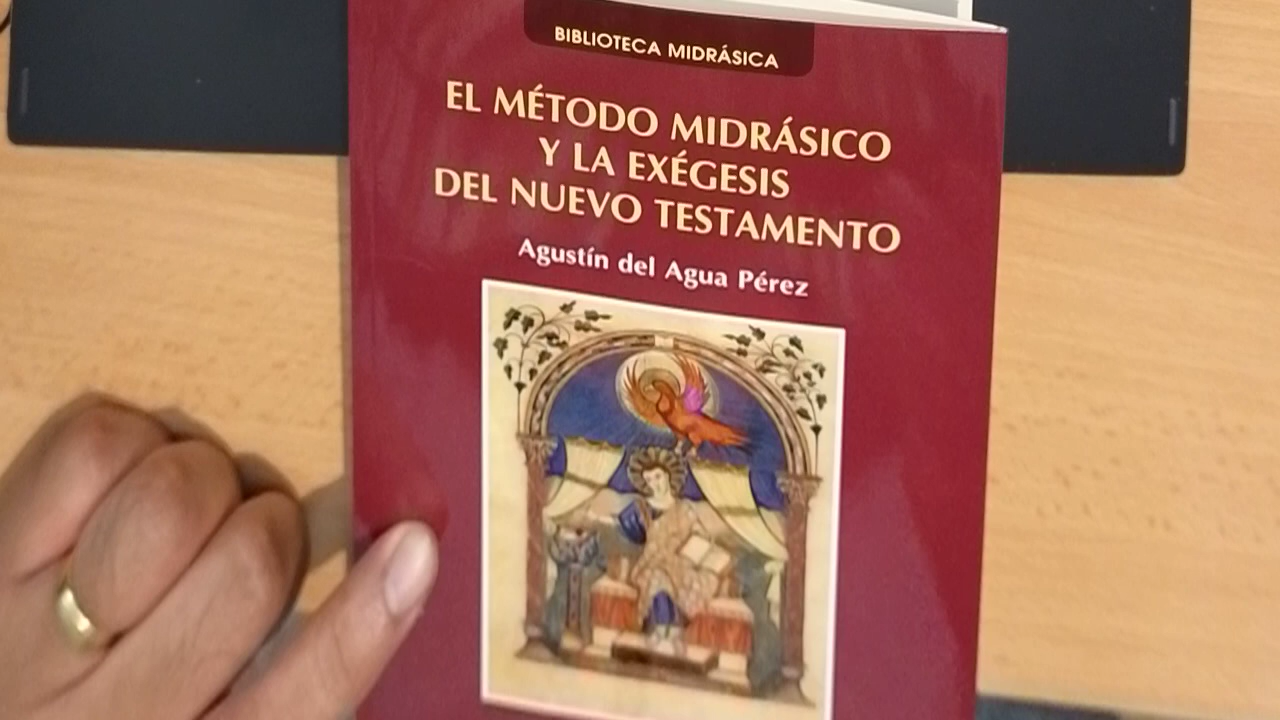 BIBLIOTECA MIDRÁSICA
EL MÉTODO MIDRÁSICO
Y LA EXÉGESIS
DEL NUEVO TESTAMENTO
Agustín del Agua Pérez